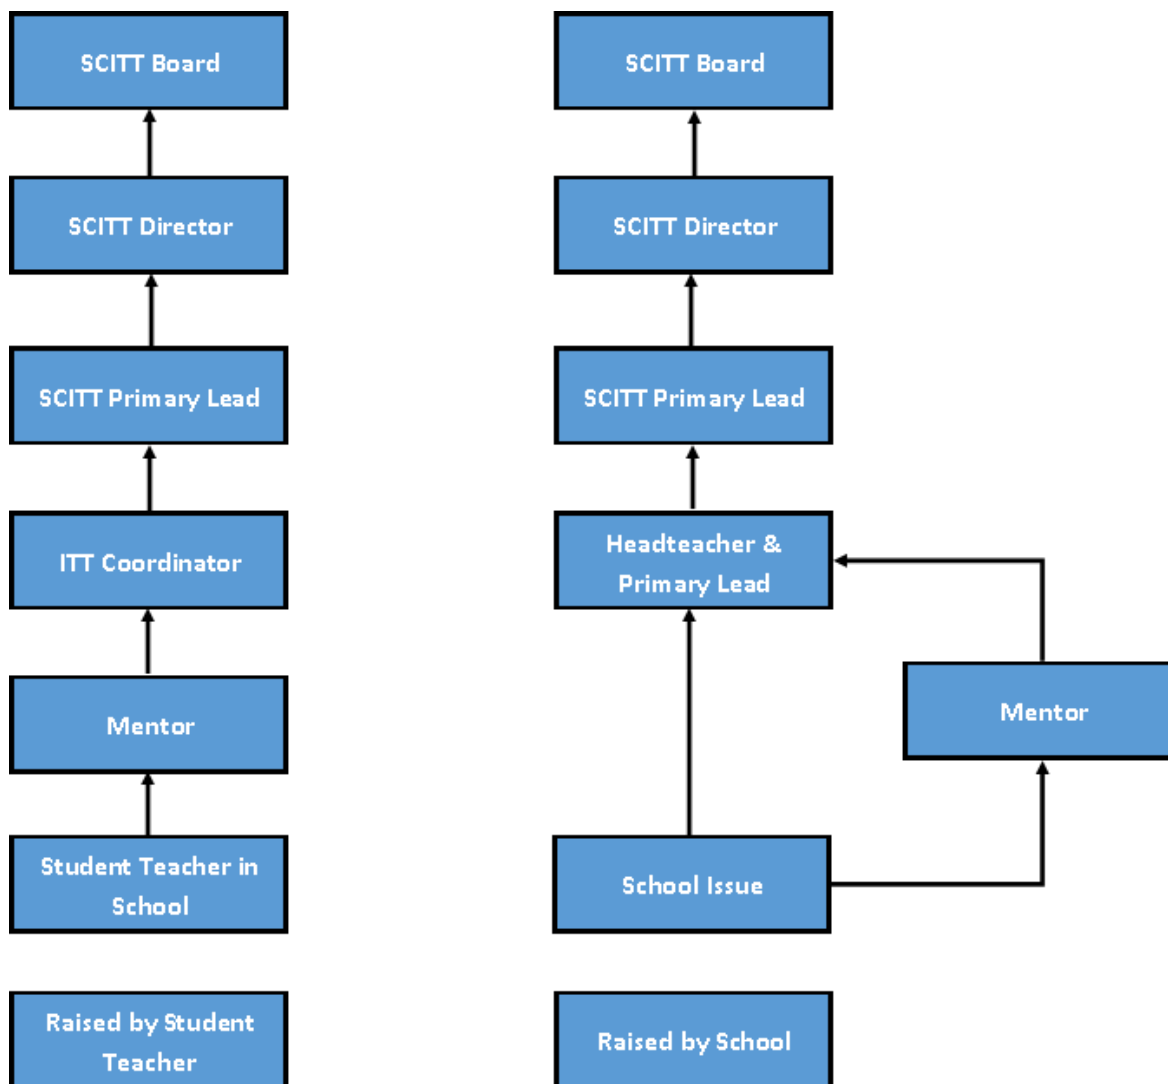 SCITT Board
SCITT Director
SCITT Primary Lead
ITT Coordinator
Mentor
Student Teacher in
School
Raised by Student
Teacher
SCITT Board
SCITT Director
SCITT Primary Lead
Headteacher &
Primary Lead
Mentor
School Issue
Raised by School